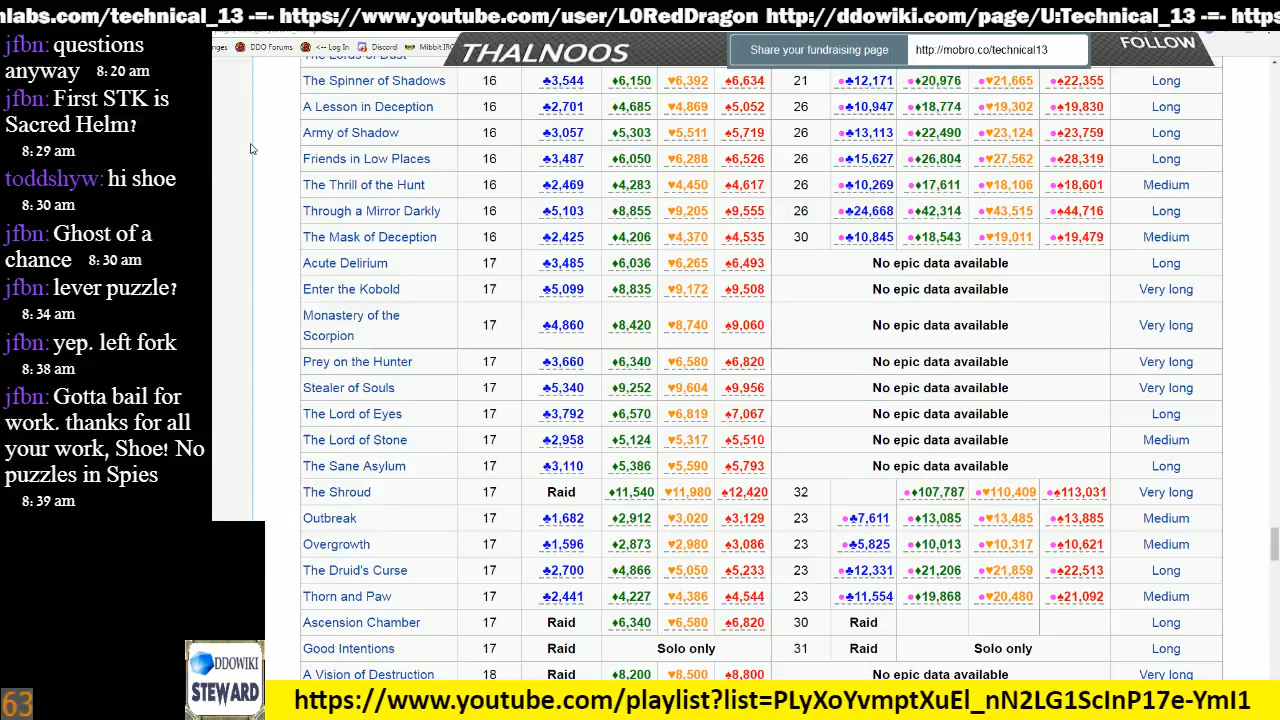 nlabs.com/technical_13 -=- https://www.youtube.com/user/L0RedDragon http://ddowiki.com/page/U:Technical_13 -=- https
jfbn: questions
anyway 8:20 am
jfbn: First STK is
Sacred Helm?
8:29 am
toddshyw: hi shoe
8:30 am
jfbn: Ghost of a
chance 8:30 am
jfbn: lever puzzle?
8:34 am
jfbn: yep. left fork
8:38 am
jfbn: Gotta bail for
work. thanks for all
your work, Shoe! No
puzzles in Spies
8:39 am
DDO Forums <-- Log In Discord Mibbit IRC
THALNOOS Share your fundraising page http://mobro.co/technical13 FOLLOW
The Lords of Dust
The Spinner of Shadows 16 ♣3,544 ♦6,150 ♥6,392 ♠6,634 21 •♣12,171 •♦20,976 •♥21,665 •♠22,355 Long
A Lesson in Deception 16 ♣2,701 ♦4,685 ♥4,869 ♠5,052 26 •♣10,947 •♦18,774 •♥19,302 •♠19,830 Long
Army of Shadow 16 ♣3,057 ♦5,303 ♥5,511 ♠5,719 26 •♣13,113 •♦22,490 •♥23,124 •♠23,759 Long
Friends in Low Places 16 ♣3,487 ♦6,050 ♥6,288 ♠6,526 26 •♣15,627 •♦26,804 •♥27,562 •♠28,319 Long
The Thrill of the Hunt 16 ♣2,469 ♦4,283 ♥4,450 ♠4,617 26 •♣10,269 •♦17,611 •♥18,106 •♠18,601 Medium
Through a Mirror Darkly 16 ♣5,103 ♦8,855 ♥9,205 ♠9,555 26 •♣24,668 •♦42,314 •♥43,515 •♠44,716 Long
The Mask of Deception 16 ♣2,425 ♦4,206 ♥4,370 ♠4,535 30 •♣10,845 •♦18,543 •♥19,011 •♠19,479 Medium
Acute Delirium 17 ♣3,485 ♦6,036 ♥6,265 ♠6,493 No epic data available Long
Enter the Kobold 17 ♣5,099 ♦8,835 ♥9,172 ♠9,508 No epic data available Very long
Monastery of the
Scorpion 17 ♣4,860 ♦8,420 ♥8,740 ♠9,060 No epic data available Very long
Prey on the Hunter 17 ♣3,660 ♦6,340 ♥6,580 ♠6,820 No epic data available Very long
Stealer of Souls 17 ♣5,340 ♦9,252 ♥9,604 ♠9,956 No epic data available Very long
The Lord of Eyes 17 ♣3,792 ♦6,570 ♥6,819 ♠7,067 No epic data available Long
The Lord of Stone 17 ♣2,958 ♦5,124 ♥5,317 ♠5,510 No epic data available Medium
The Sane Asylum 17 ♣3,110 ♦5,386 ♥5,590 ♠5,793 No epic data available Long
The Shroud 17 Raid ♦11,540 ♥11,980 ♠12,420 32 •♦107,787 •♥110,409 •♠113,031 Very long
Outbreak 17 ♣1,682 ♦2,912 ♥3,020 ♠3,129 23 •♣7,611 •♦13,085 •♥13,485 •♠13,885 Medium
Overgrowth 17 ♣1,596 ♦2,873 ♥2,980 ♠3,086 23 •♣5,825 •♦10,013 •♥10,317 •♠10,621 Medium
The Druid's Curse 17 ♣2,700 ♦4,866 ♥5,050 ♠5,233 23 •♣12,331 •♦21,206 •♥21,859 •♠22,513 Long
Thorn and Paw 17 ♣2,441 ♦4,227 ♥4,386 ♠4,544 23 •♣11,554 •♦19,868 •♥20,480 •♠21,092 Medium
Ascension Chamber 17 Raid ♦6,340 ♥6,580 ♠6,820 30 Raid Long
Good Intentions 17 Raid Solo only 31 Raid Solo only Long
A Vision of Destruction 18 Raid ♦8,200 ♥8,500 ♠8,800 No epic data available Very long
DDOWIKI
STEWARD
63
https://www.youtube.com/playlist?list=PLyXoYvmptXuEl_nN2LG1ScInP17e-YmI1